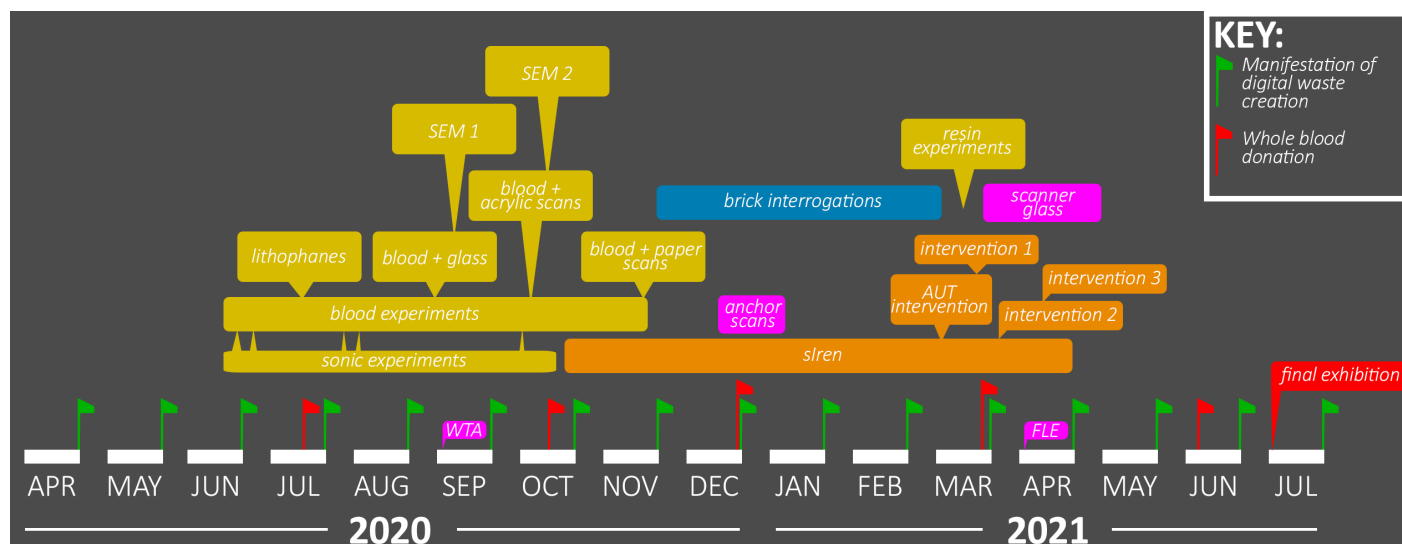 KEY:
Manifestation of
digital waste
creation
Whole blood
donation
SEM 2
SEM 1
resin
experiments
blood +
acrylic scans
brick interrogations
scanner
glass
lithophanes
blood + glass
blood + paper
scans
intervention 1
intervention 3
AUT
intervention
intervention 2
anchor
scans
blood experiments
sonic experiments
sIren
final exhibition
WTA
FLE
APR MAY JUN JUL AUG SEP OCT NOV DEC JAN FEB MAR APR MAY JUN JUL
2020 2021